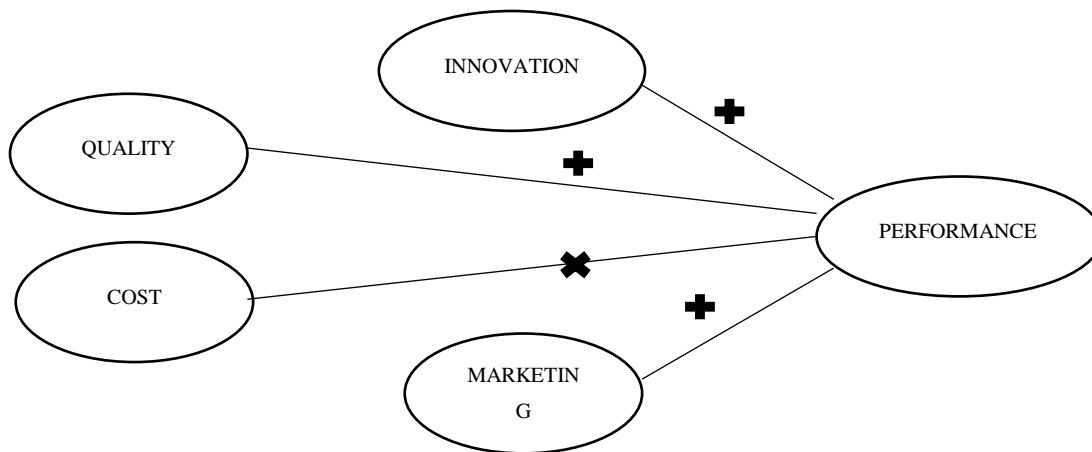 INNOVATION
QUALITY
PERFORMANCE
COST
MARKETIN
G